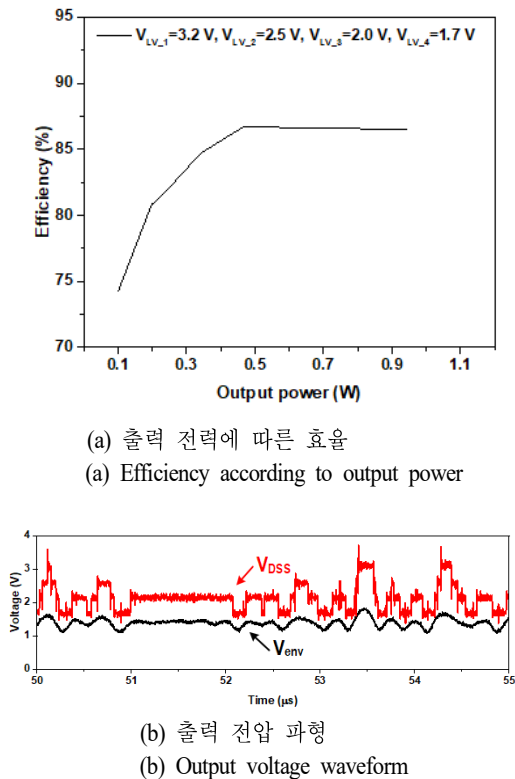 95
V_LV_1=3.2 V, V_LV_2=2.5 V, V_LV_3=2.0 V, V_LV_4=1.7 V
90
85
80
75
70
Efficiency (%)
0.1 0.3 0.5 0.7 0.9 1.1
Output power (W)
(a) 출력 전력에 따른 효율
(a) Efficiency according to output power
4
3
2
1
0
Voltage (V)
V_DSS
V_env
50 51 52 53 54 55
Time (μs)
(b) 출력 전압 파형
(b) Output voltage waveform